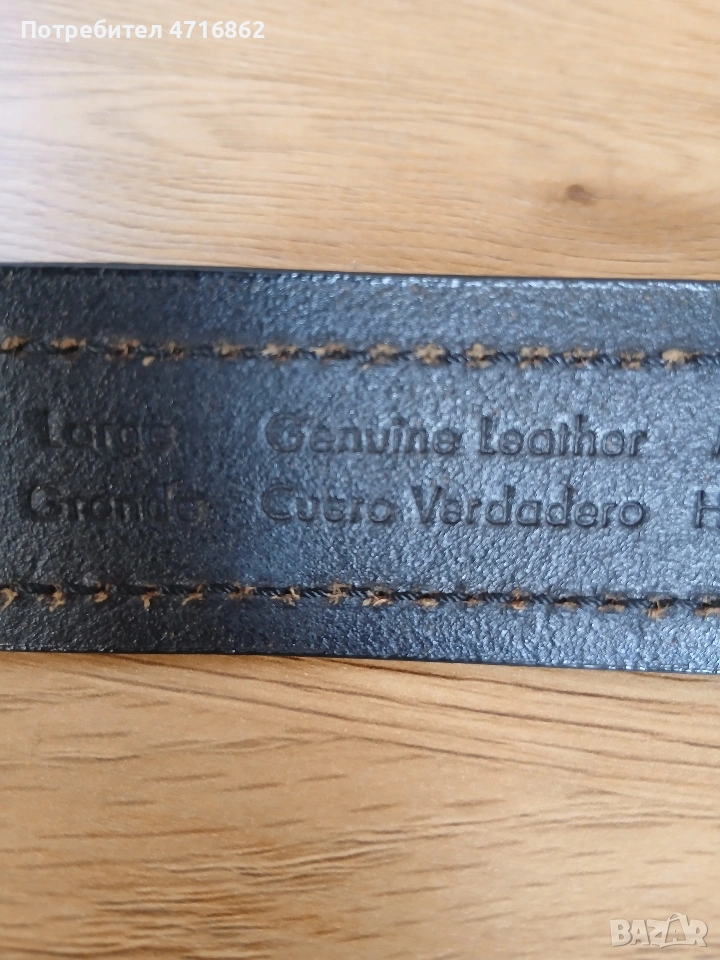 Потребител 4716862
Large Genuine Leather
Grande Cuero Verdadero H
BAZAR